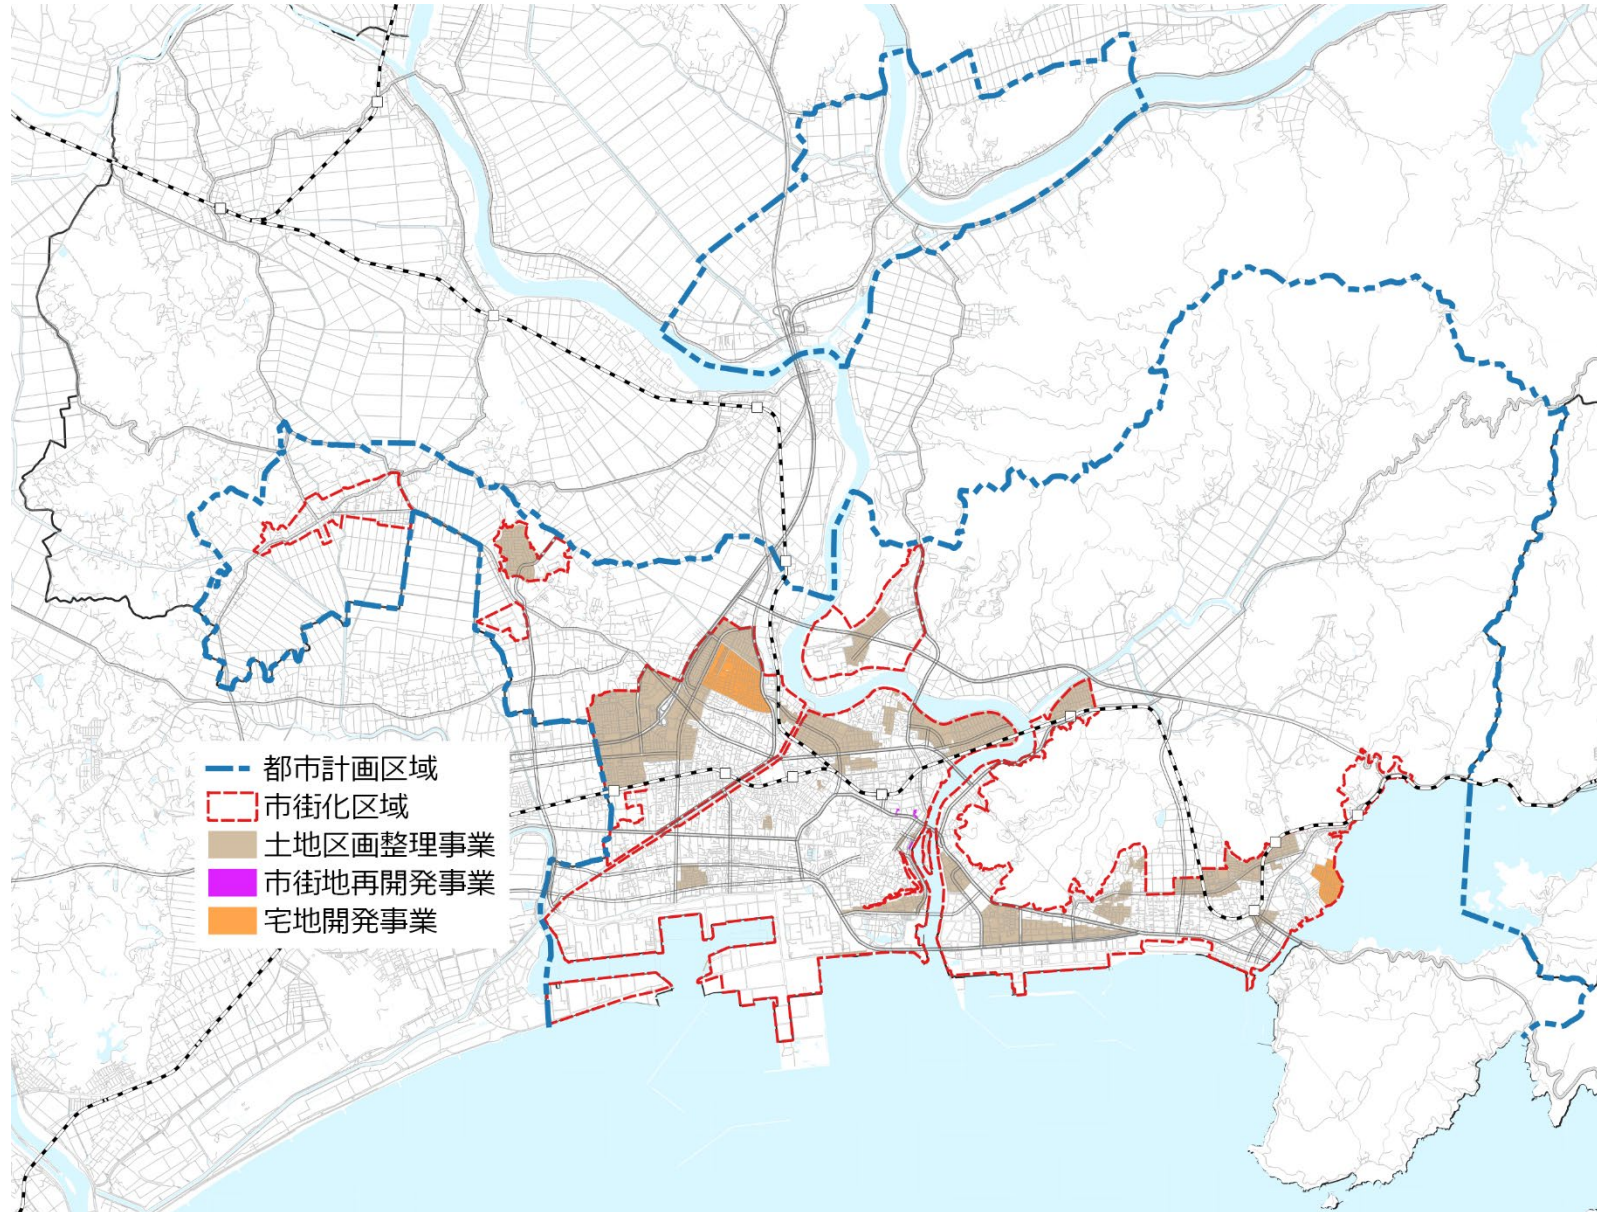 都市計画区域
市街化区域
土地区画整理事業
市街地再開発事業
宅地開発事業